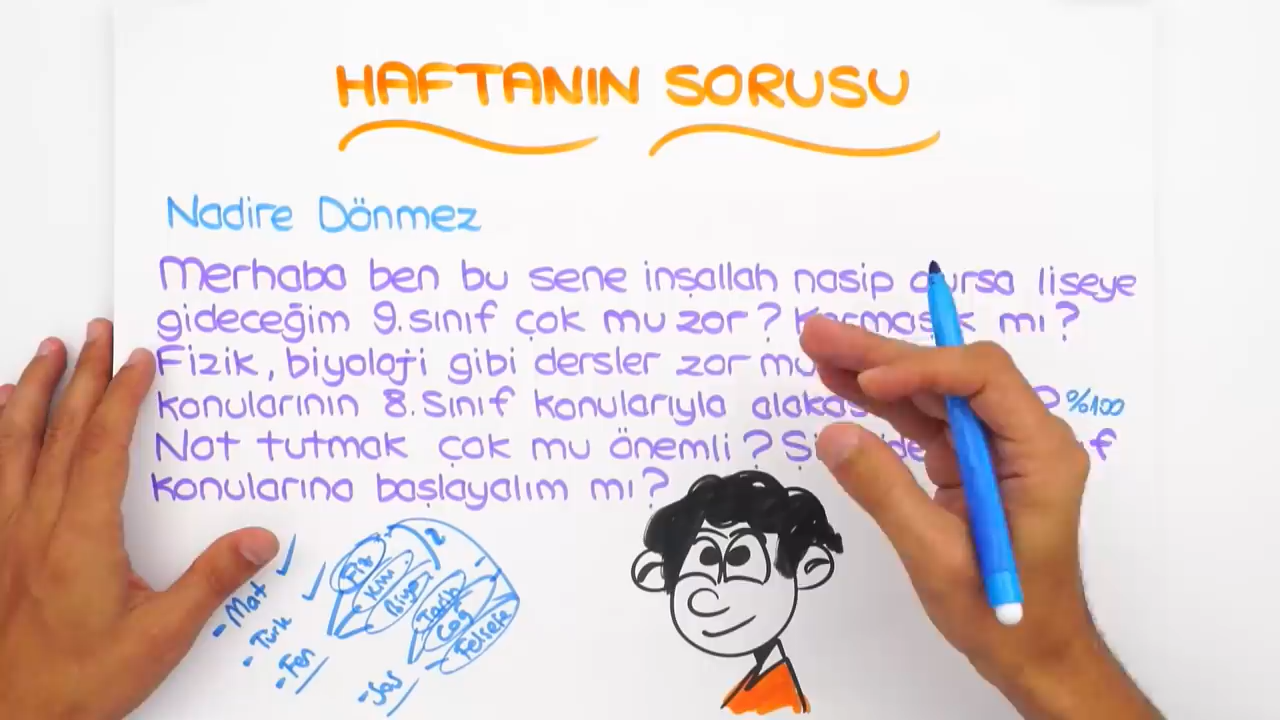 HAFTANIN SORUSU
Nadire Dönmez
Merhaba ben bu sene inşallah nasip olursa liseye
gideceğim 9.sınıf çok mu zor? Karmaşık mı?
Fizik, biyoloji gibi dersler zor mu
konularının 8.sınıf konularıyla alakası ? %100
Not tutmak çok mu önemli?
konularına başlayalım mı?
- Mat
- Türk
- Fen
- Sos
Fiz
Kim
Biyo
Tarih
Coğ
Felsefe
2